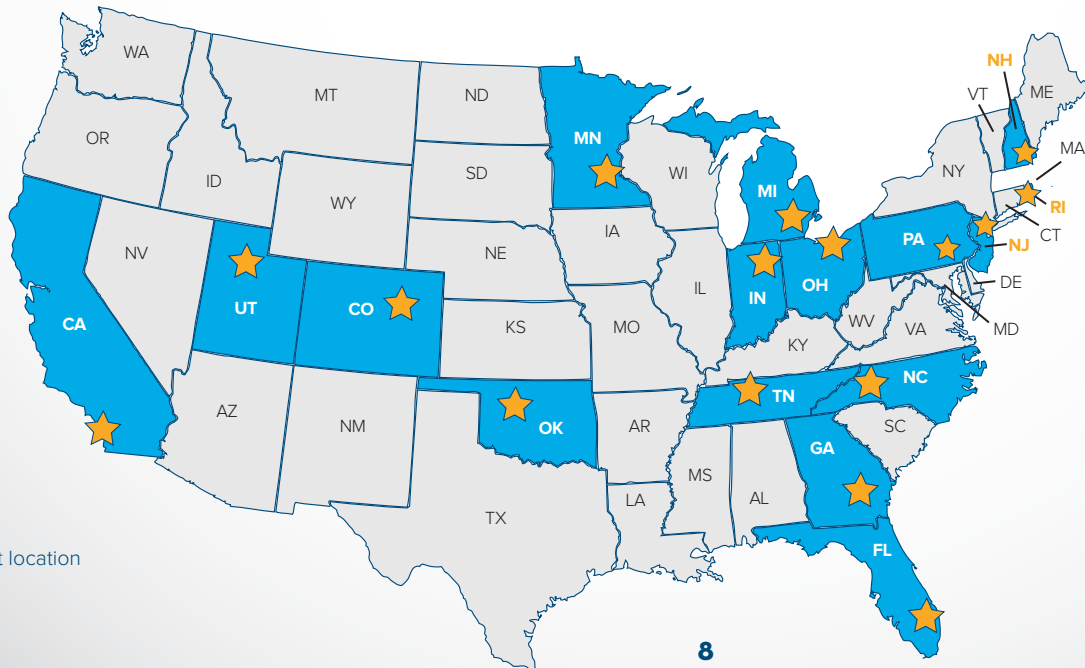 WA
MT
ND
MN
OR
ID
SD
WI
WY
MI
NH
VT
ME
MA
NY
RI
CT
NJ
PA
NV
UT
CO
NE
IA
IL
IN
OH
DE
MD
CA
KS
MO
KY
WV
VA
AZ
NM
OK
AR
TN
NC
SC
GA
MS
AL
LA
TX
FL
t location
8